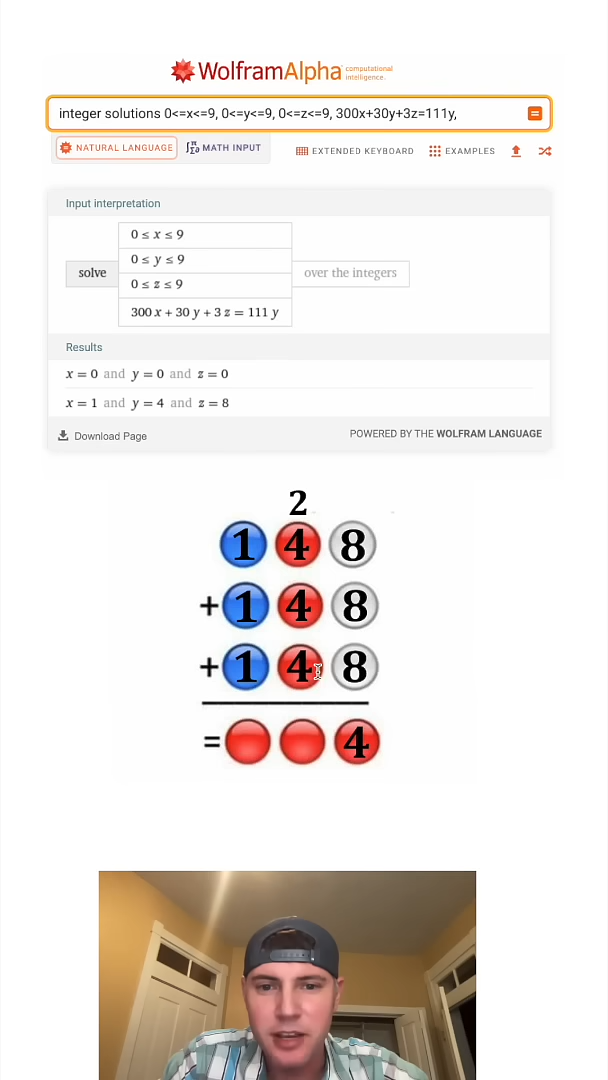 WolframAlpha computational intelligence.
integer solutions 0<=x<=9, 0<=y<=9, 0<=z<=9, 300x+30y+3z=111y,
NATURAL LANGUAGE MATH INPUT EXTENDED KEYBOARD EXAMPLES
Input interpretation
0 ≤ x ≤ 9
0 ≤ y ≤ 9
solve over the integers
0 ≤ z ≤ 9
300 x + 30 y + 3 z = 111 y
Results
x = 0 and y = 0 and z = 0
x = 1 and y = 4 and z = 8
Download Page POWERED BY THE WOLFRAM LANGUAGE
2
1 4 8
+ 1 4 8
+ 1 4 8
= 4